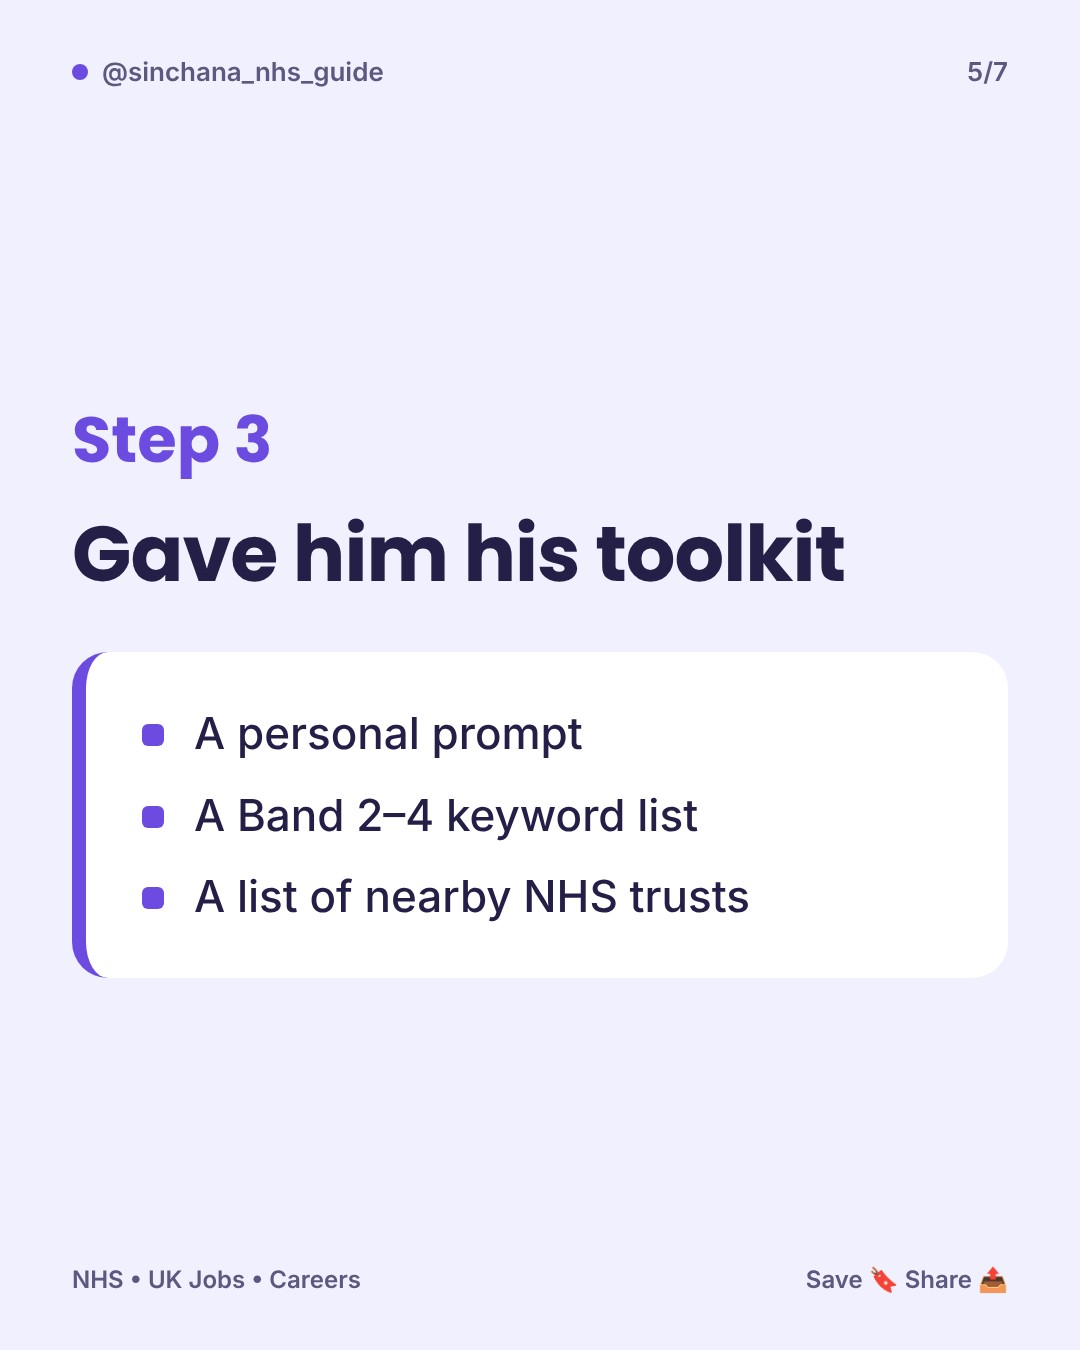 @sinchana_nhs_guide
5/7
Step 3
Gave him his toolkit
A personal prompt
A Band 2–4 keyword list
A list of nearby NHS trusts
NHS • UK Jobs • Careers
Save 🔖 Share 📤